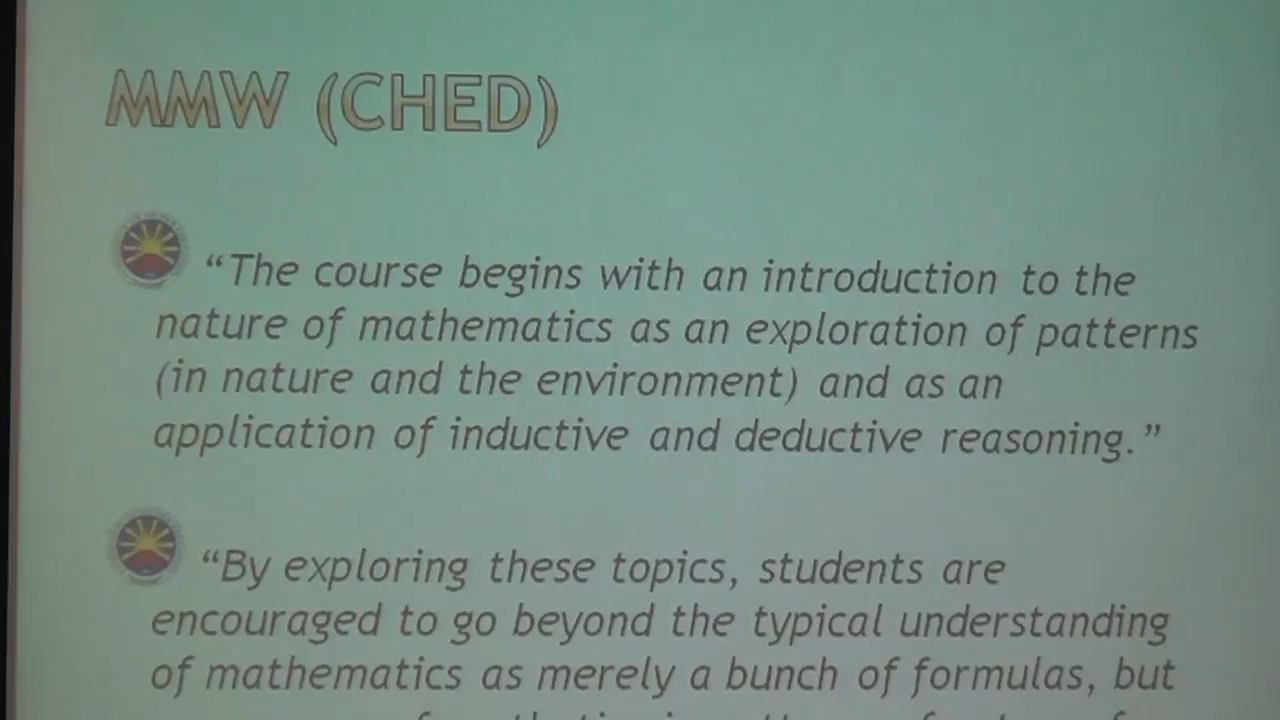 MMW (CHED)
“The course begins with an introduction to the
nature of mathematics as an exploration of patterns
(in nature and the environment) and as an
application of inductive and deductive reasoning.”
“By exploring these topics, students are
encouraged to go beyond the typical understanding
of mathematics as merely a bunch of formulas, but